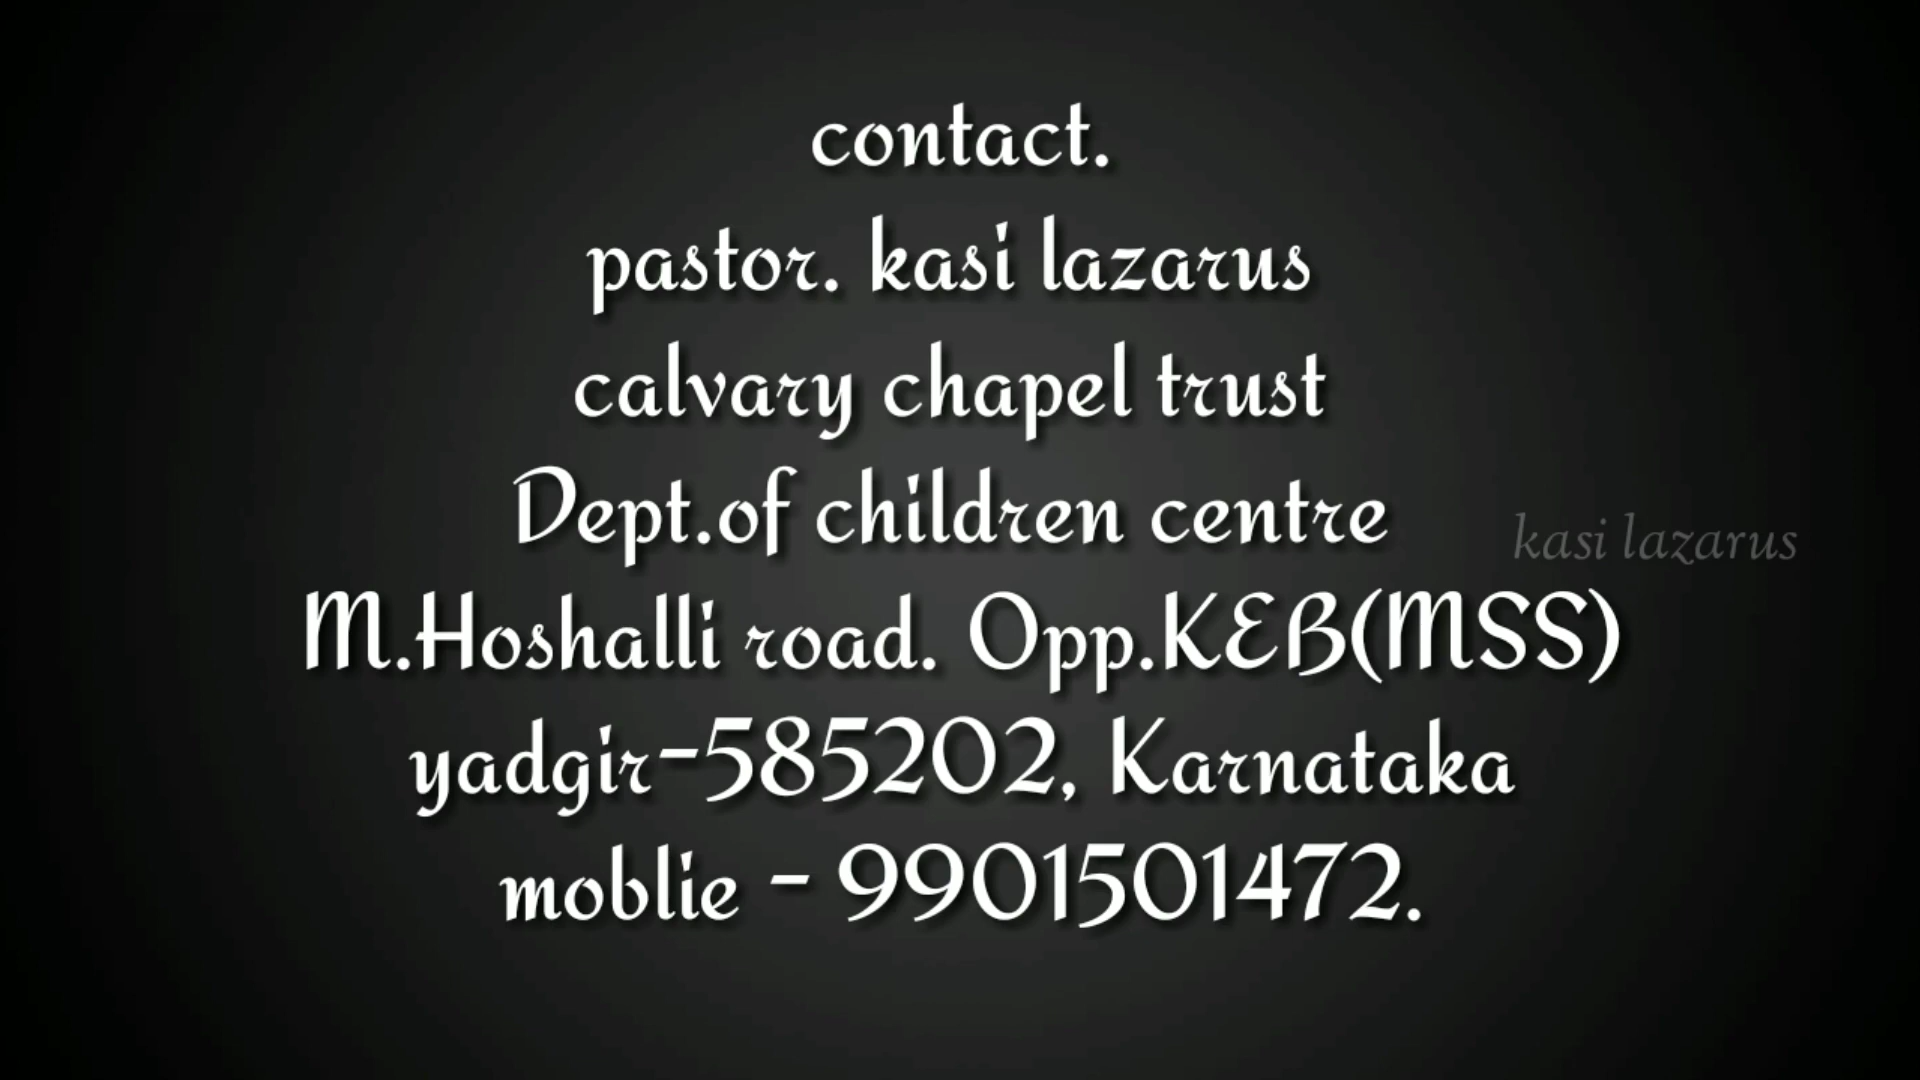 contact.
pastor. kasi lazarus
calvary chapel trust
Dept.of children centre
kasi lazarus
M.Hoshalli road. Opp.KEB(MSS)
yadgir-585202, Karnataka
moblie - 9901501472.